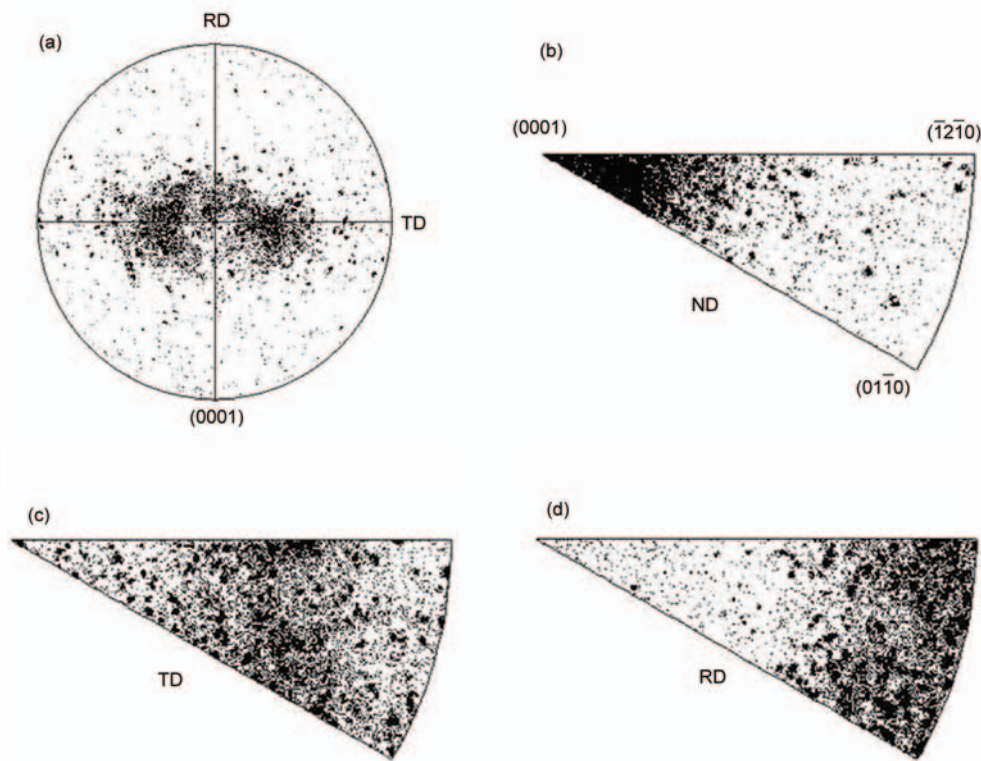 (a)
RD
TD
(0001)
(b)
(0001)
(1̅21̅0)
ND
(011̅0)
(c)
TD
(d)
RD